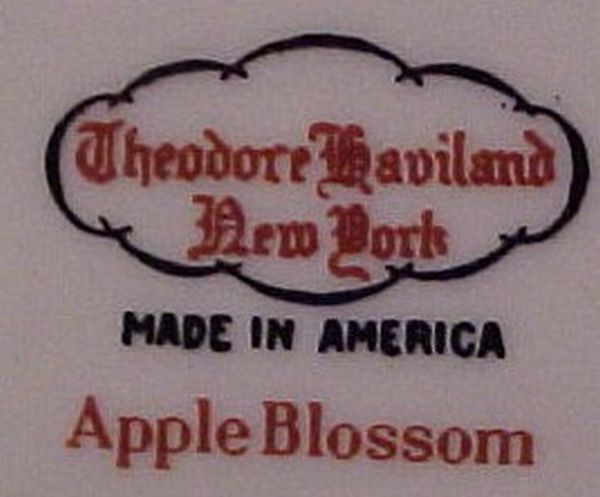 Theodore Haviland
New York
MADE IN AMERICA
Apple Blossom